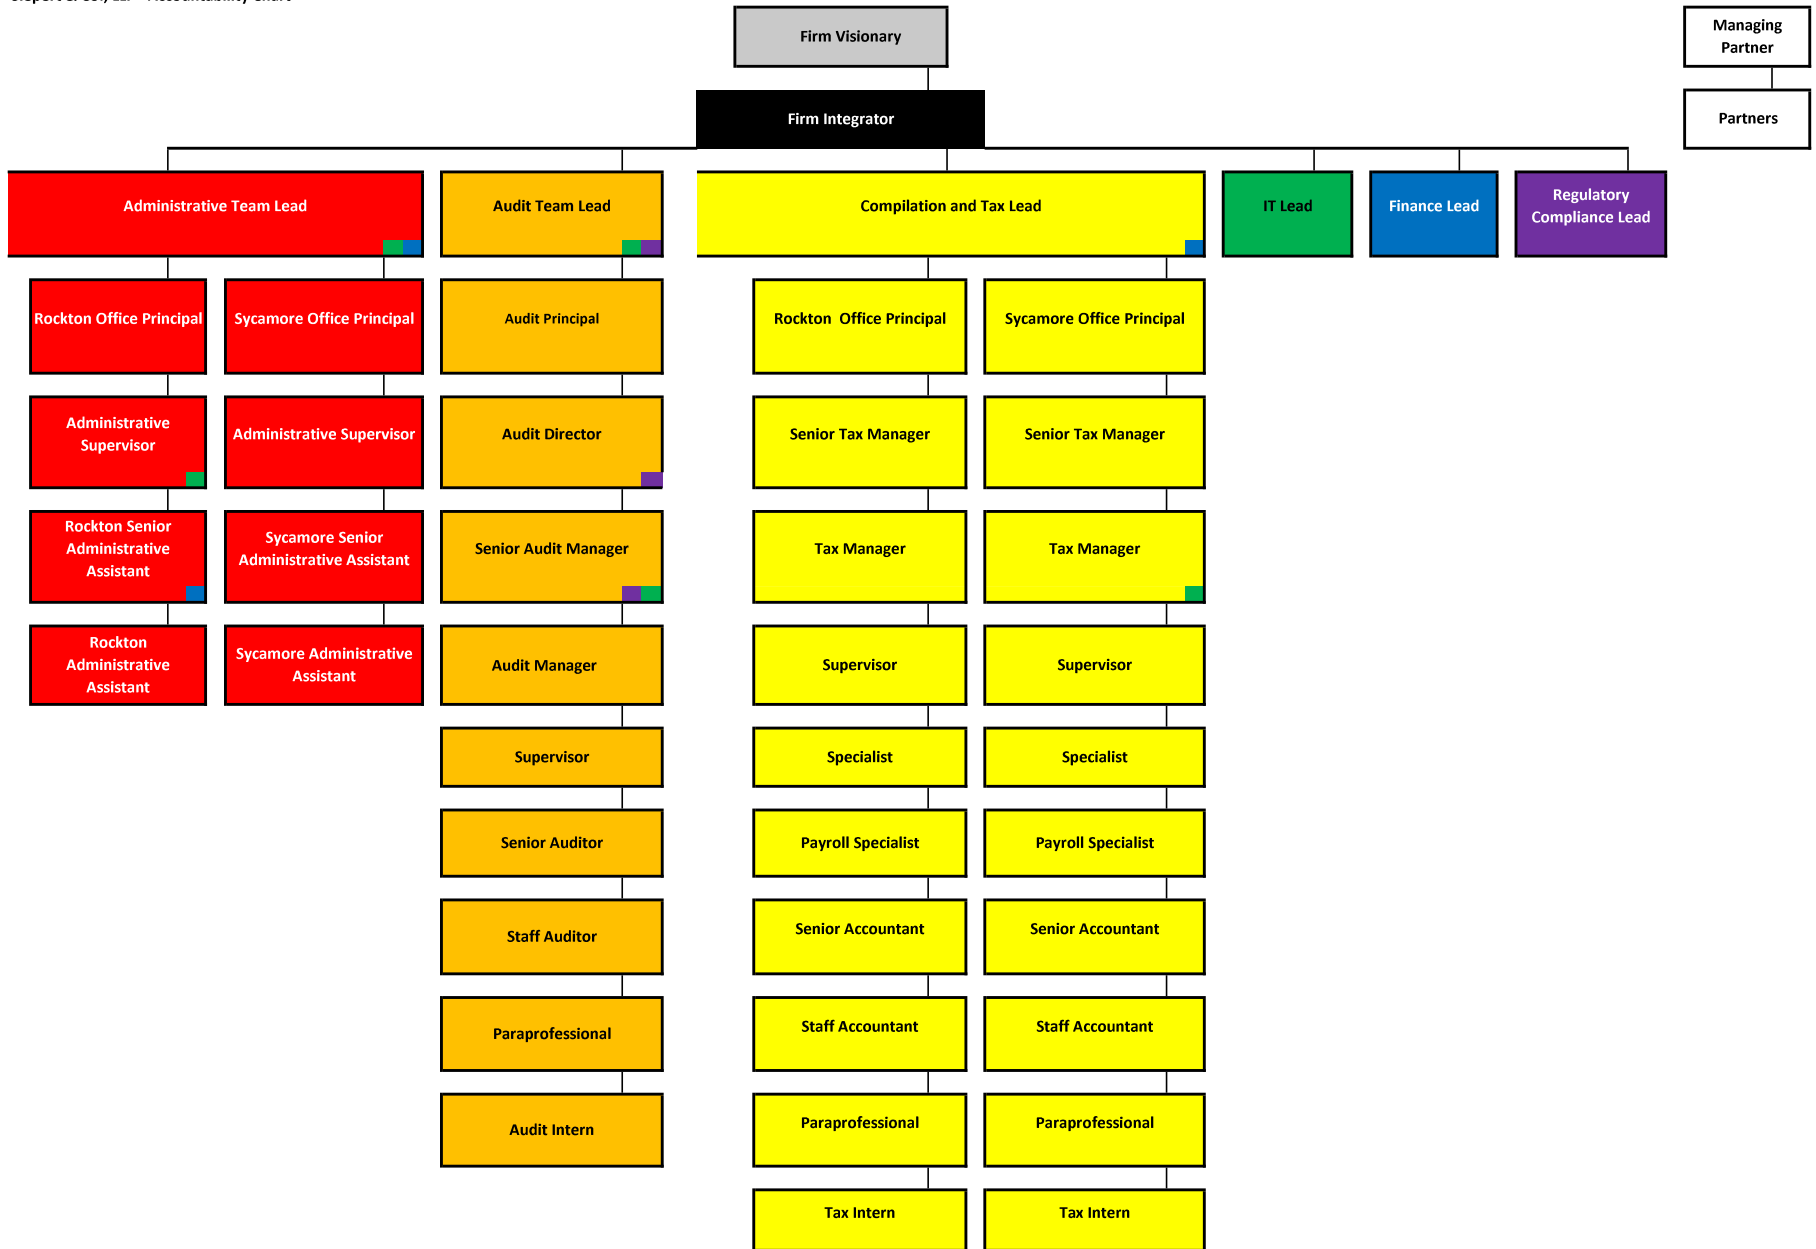 Accountability Chart
Firm Visionary
Managing
Partner
Firm Integrator
Partners
Administrative Team Lead
Audit Team Lead
Compilation and Tax Lead
IT Lead
Finance Lead
Regulatory
Compliance Lead
Rockton Office Principal
Sycamore Office Principal
Audit Principal
Rockton  Office Principal
Sycamore Office Principal
Administrative
Supervisor
Administrative Supervisor
Audit Director
Senior Tax Manager
Senior Tax Manager
Rockton Senior
Administrative
Assistant
Sycamore Senior
Administrative Assistant
Senior Audit Manager
Tax Manager
Tax Manager
Rockton
Administrative
Assistant
Sycamore Administrative
Assistant
Audit Manager
Supervisor
Supervisor
Supervisor
Specialist
Specialist
Senior Auditor
Payroll Specialist
Payroll Specialist
Staff Auditor
Senior Accountant
Senior Accountant
Paraprofessional
Staff Accountant
Staff Accountant
Audit Intern
Paraprofessional
Paraprofessional
Tax Intern
Tax Intern